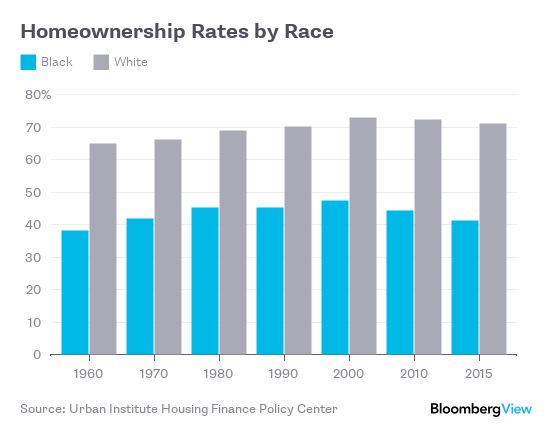 Homeownership Rates by Race
Black White
80%
70
60
50
40
30
20
10
0
1960 1970 1980 1990 2000 2010 2015
Source: Urban Institute Housing Finance Policy Center
BloombergView